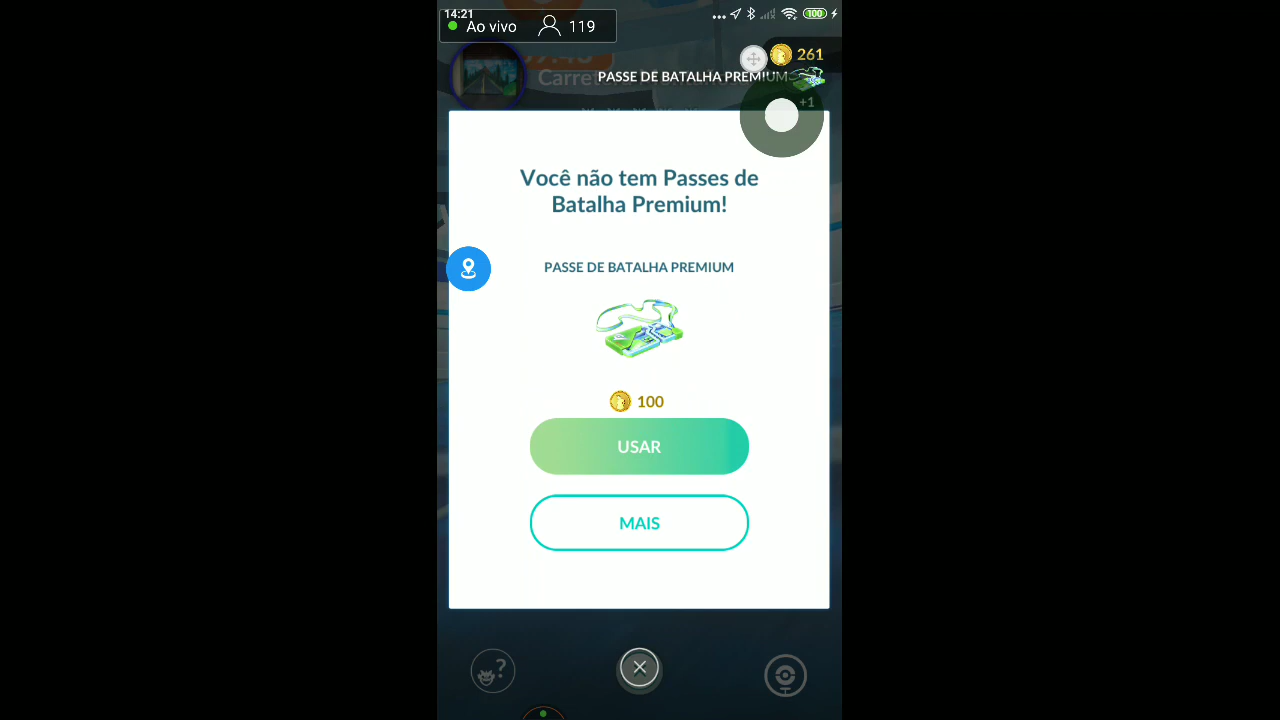 14:21
100
Ao vivo
119
261
PASSE DE BATALHA PREMIUM
+1
Você não tem Passes de
Batalha Premium!
PASSE DE BATALHA PREMIUM
100
USAR
MAIS
?